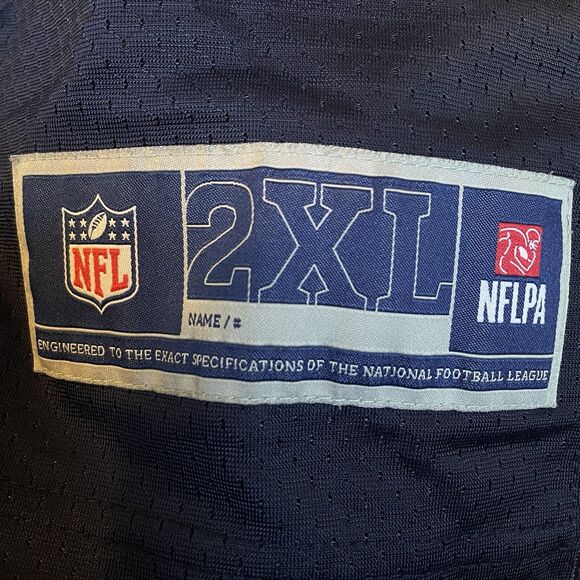 NFL
2XL
NAME / #
NFLPA
ENGINEERED TO THE EXACT SPECIFICATIONS OF THE NATIONAL FOOTBALL LEAGUE